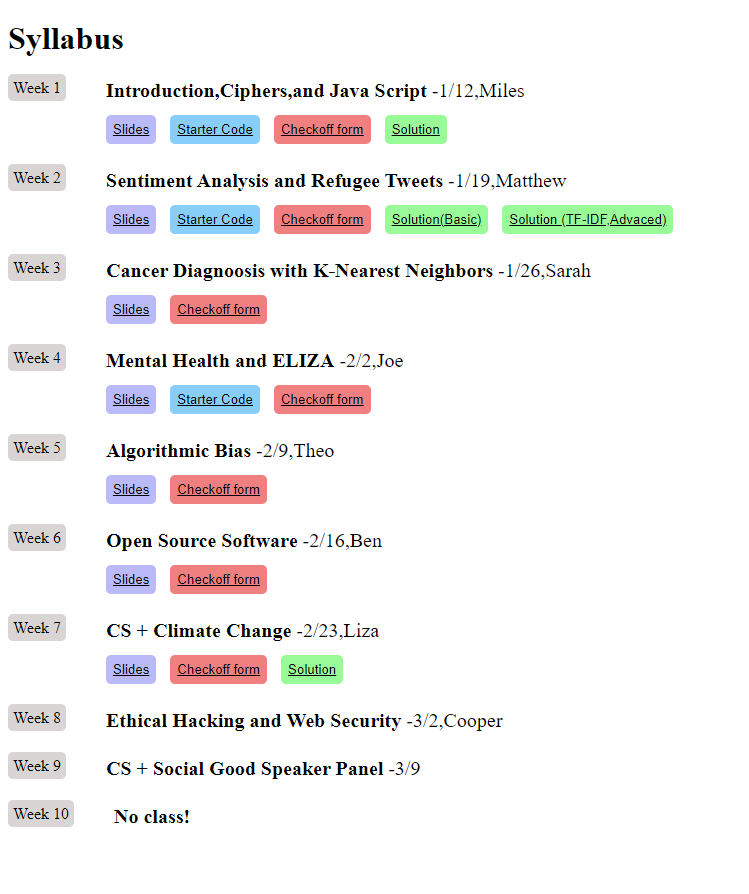 Syllabus
Week 1 Introduction,Ciphers,and Java Script -1/12,Miles
Slides Starter Code Checkoff form Solution
Week 2 Sentiment Analysis and Refugee Tweets -1/19,Matthew
Slides Starter Code Checkoff form Solution(Basic) Solution (TF-IDF,Advaced)
Week 3 Cancer Diagnoosis with K-Nearest Neighbors -1/26,Sarah
Slides Checkoff form
Week 4 Mental Health and ELIZA -2/2,Joe
Slides Starter Code Checkoff form
Week 5 Algorithmic Bias -2/9,Theo
Slides Checkoff form
Week 6 Open Source Software -2/16,Ben
Slides Checkoff form
Week 7 CS + Climate Change -2/23,Liza
Slides Checkoff form Solution
Week 8 Ethical Hacking and Web Security -3/2,Cooper
Week 9 CS + Social Good Speaker Panel -3/9
Week 10 No class!